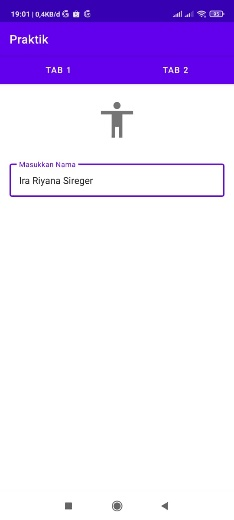 19:01 | 0,4KB/d
Praktik
TAB 1 TAB 2
Masukkan Nama
Ira Riyana Sireger